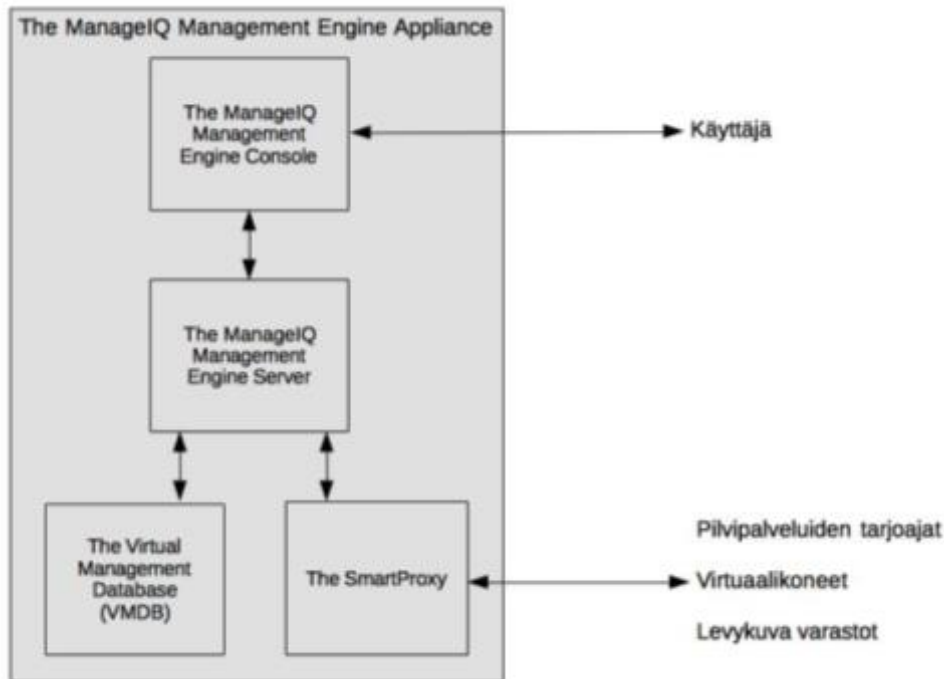 The ManageIQ Management Engine Appliance
The ManageIQ
Management
Engine Console
Käyttäjä
The ManageIQ
Management
Engine Server
The Virtual
Management
Database
(VMDB)
The SmartProxy
Pilvipalveluiden tarjoajat
Virtuaalikoneet
Levykuva varastot